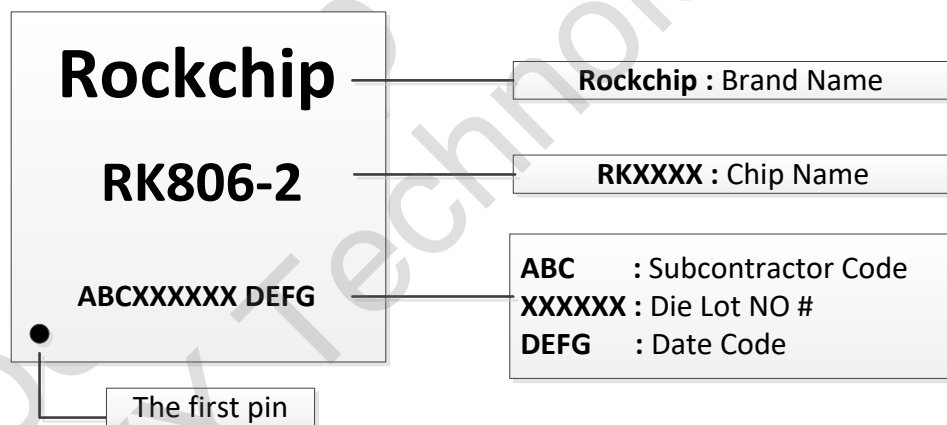 Rockchip
Rockchip : Brand Name
RK806-2
RKXXXX : Chip Name
ABCXXXXXX DEFG
ABC : Subcontractor Code
XXXXXX : Die Lot NO #
DEFG : Date Code
The first pin